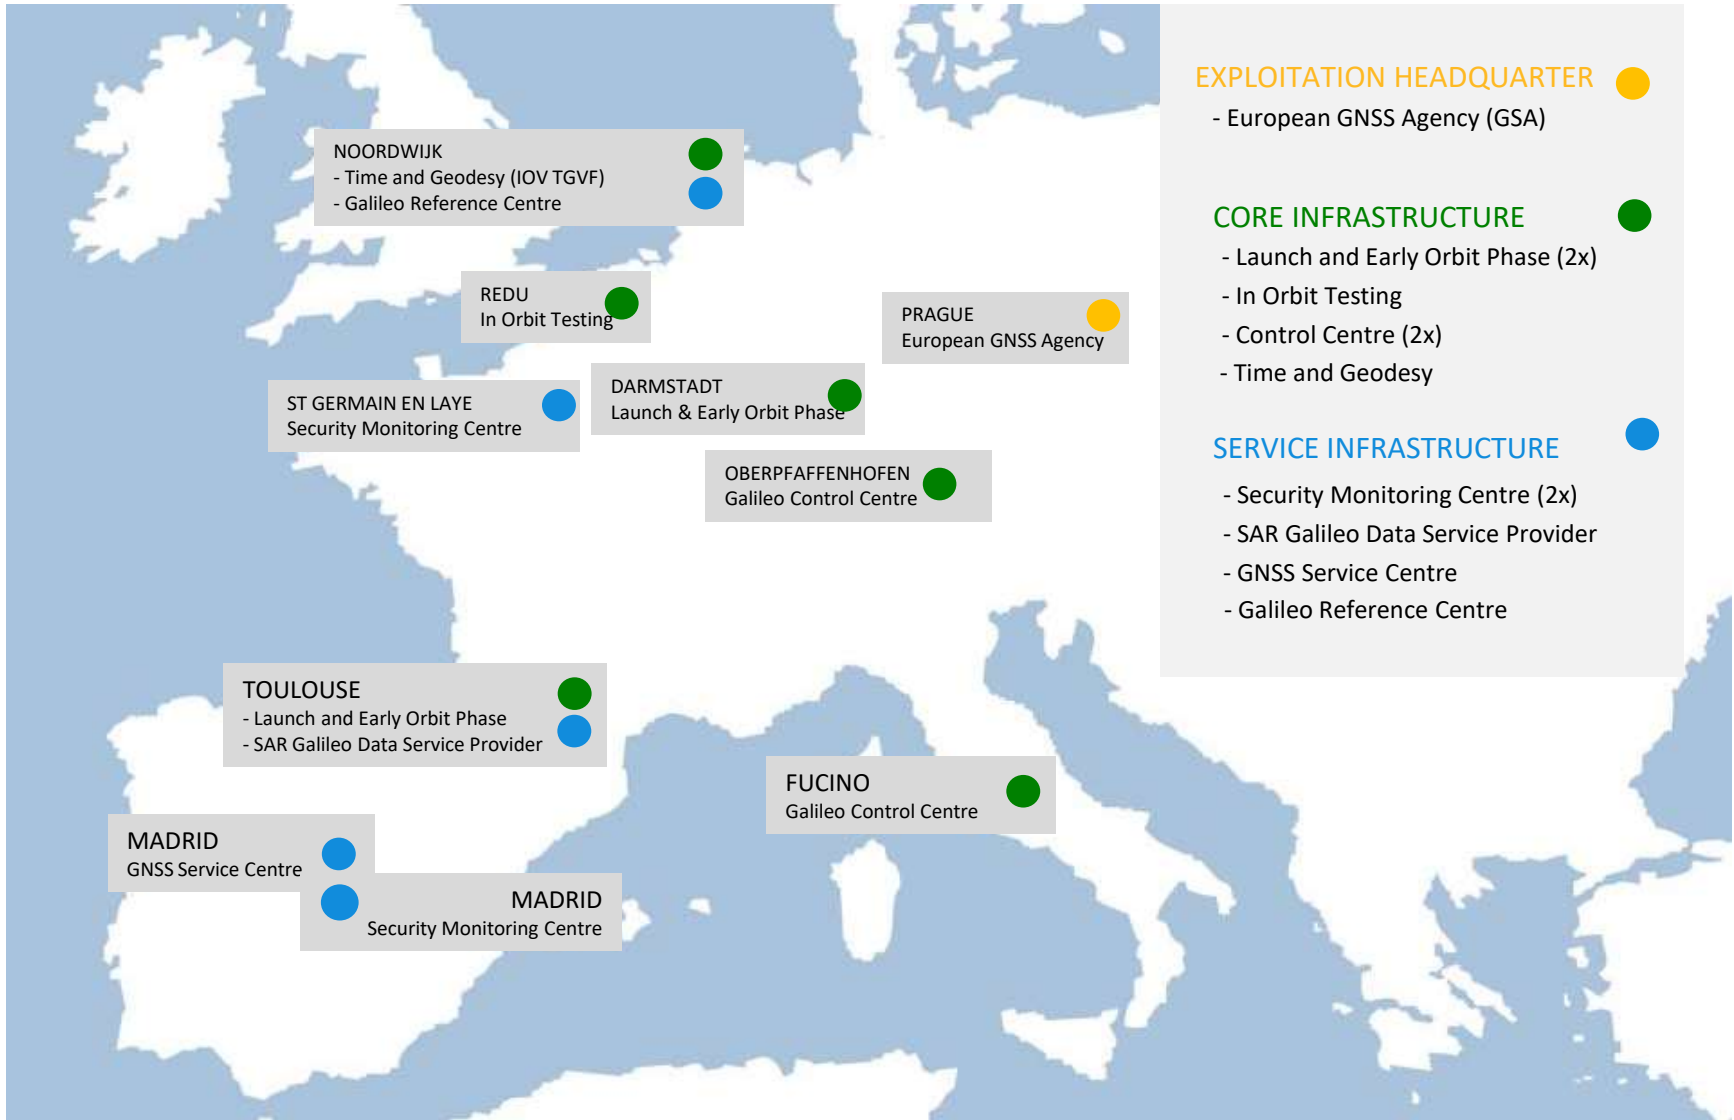 NOORDWIJK
- Time and Geodesy (IOV TGVF)
- Galileo Reference Centre
REDU
In Orbit Testing
PRAGUE
European GNSS Agency
ST GERMAIN EN LAYE
Security Monitoring Centre
DARMSTADT
Launch & Early Orbit Phase
OBERPFAFFENHOFEN
Galileo Control Centre
TOULOUSE
- Launch and Early Orbit Phase
- SAR Galileo Data Service Provider
FUCINO
Galileo Control Centre
MADRID
GNSS Service Centre
MADRID
Security Monitoring Centre
EXPLOITATION HEADQUARTER
- European GNSS Agency (GSA)
CORE INFRASTRUCTURE
- Launch and Early Orbit Phase (2x)
- In Orbit Testing
- Control Centre (2x)
- Time and Geodesy
SERVICE INFRASTRUCTURE
- Security Monitoring Centre (2x)
- SAR Galileo Data Service Provider
- GNSS Service Centre
- Galileo Reference Centre